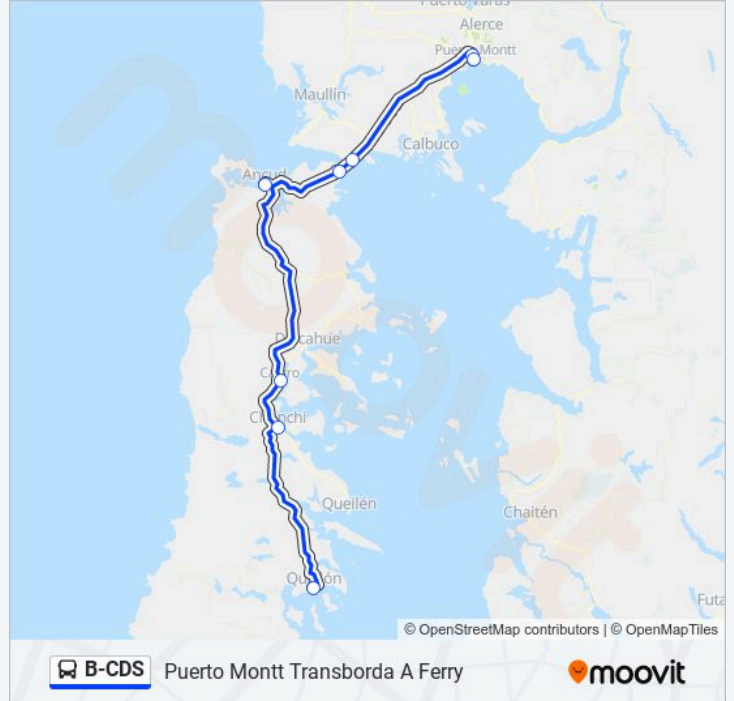 Puerto Varas
Alerce
Puerto Montt
Maullín
Calbuco
Ancud
Dalcahue
Castro
Chonchi
Queilén
Chaitén
Quellón
Futa
© OpenStreetMap contributors | © OpenMapTiles
B-CDS Puerto Montt Transborda A Ferry moovit